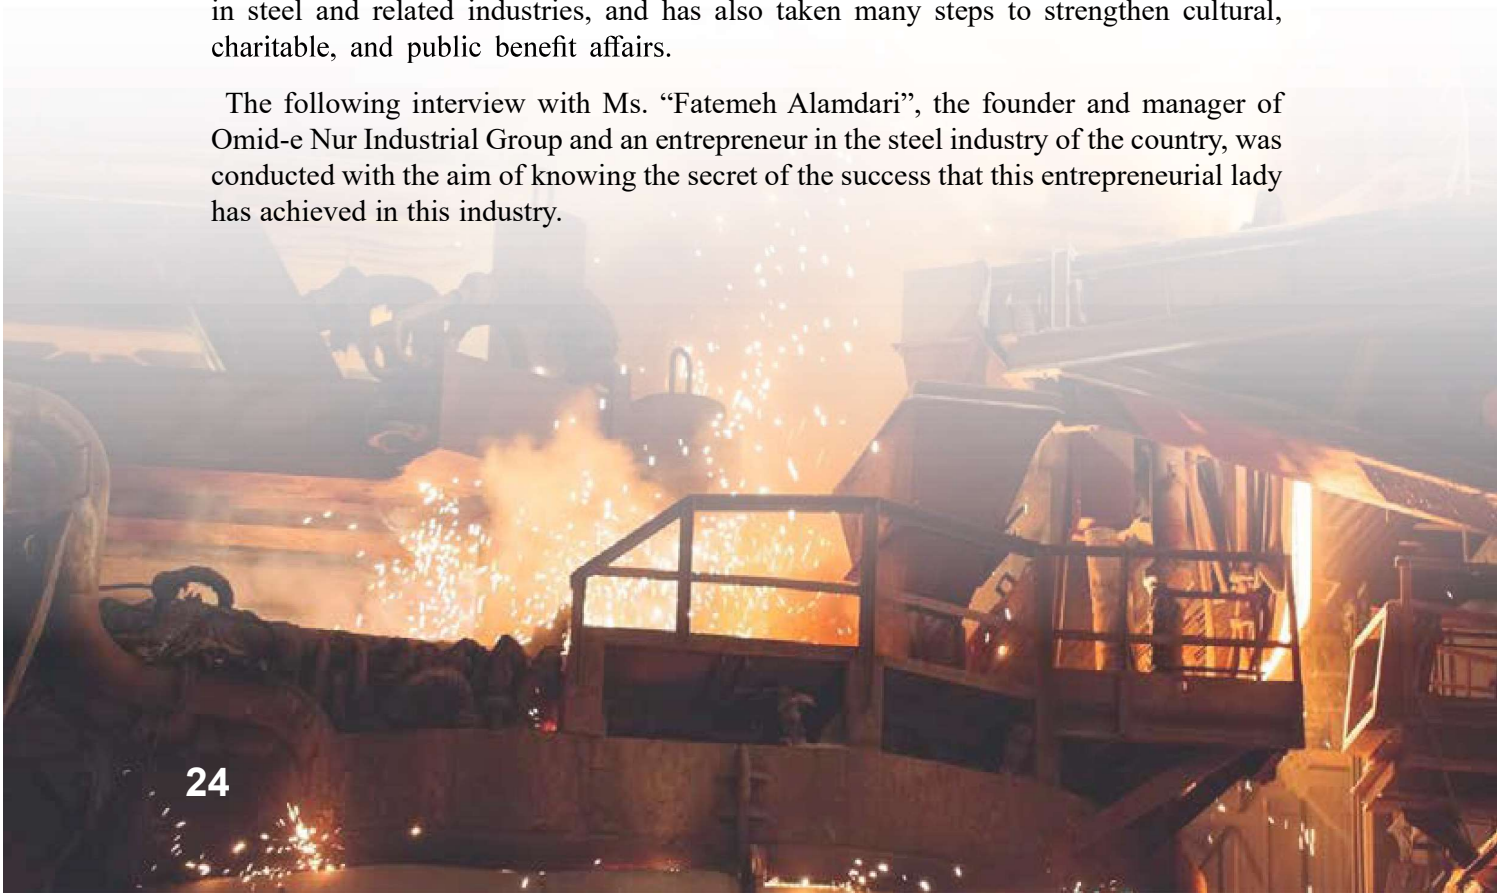 in steel and related industries, and has also taken many steps to strengthen cultural,
charitable, and public benefit affairs.
The following interview with Ms. “Fatemeh Alamdari”, the founder and manager of
Omid-e Nur Industrial Group and an entrepreneur in the steel industry of the country, was
conducted with the aim of knowing the secret of the success that this entrepreneurial lady
has achieved in this industry.
24